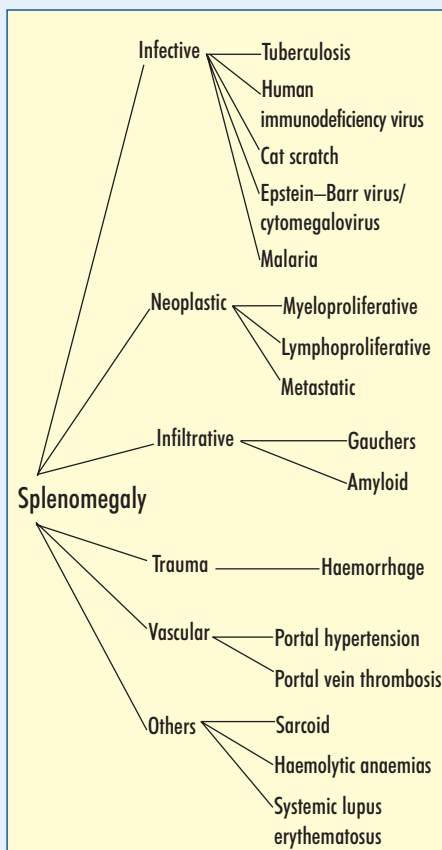 Infective
Tuberculosis
Human
immunodeficiency virus
Cat scratch
Epstein–Barr virus/
cytomegalovirus
Malaria
Neoplastic
Myeloproliferative
Lymphoproliferative
Metastatic
Infiltrative
Gauchers
Amyloid
Splenomegaly
Trauma
Haemorrhage
Vascular
Portal hypertension
Portal vein thrombosis
Others
Sarcoid
Haemolytic anaemias
Systemic lupus
erythematosus